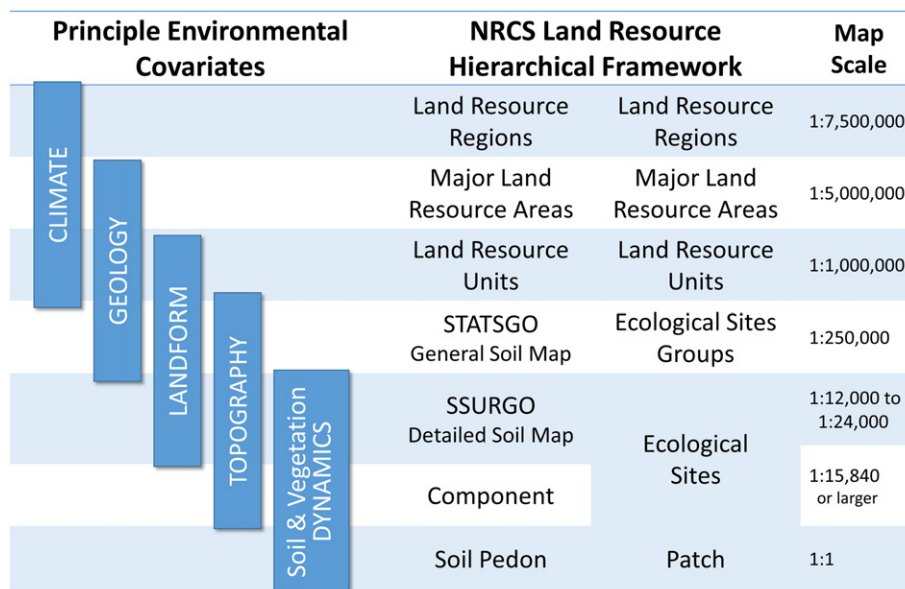 Principle Environmental
Covariates
NRCS Land Resource
Hierarchical Framework
Map
Scale
CLIMATE
GEOLOGY
LANDFORM
TOPOGRAPHY
Soil & Vegetation
DYNAMICS
Land Resource
Regions
Land Resource
Regions
1:7,500,000
Major Land
Resource Areas
Major Land
Resource Areas
1:5,000,000
Land Resource
Units
Land Resource
Units
1:1,000,000
STATSGO
General Soil Map
Ecological Sites
Groups
1:250,000
SSURGO
Detailed Soil Map
Ecological
Sites
1:12,000 to
1:24,000
Component
1:15,840
or larger
Soil Pedon
Patch
1:1